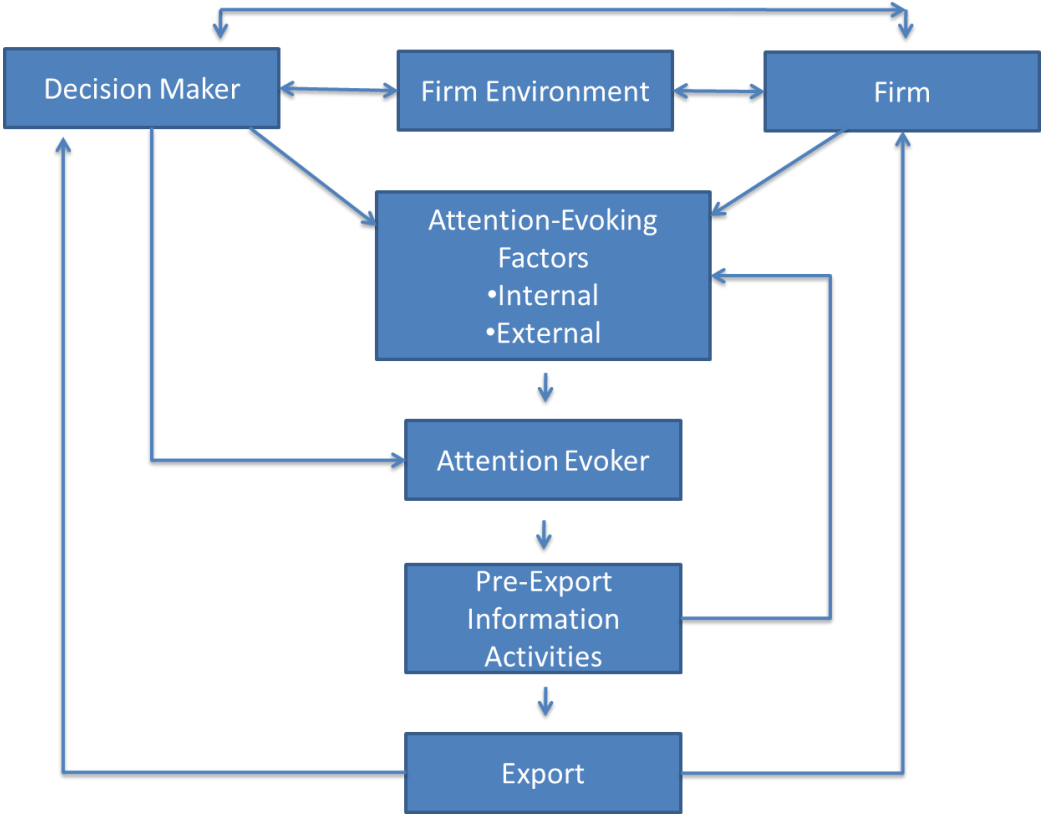 Decision Maker
Firm Environment
Firm
Attention-Evoking
Factors
•Internal
•External
Attention Evoker
Pre-Export
Information
Activities
Export